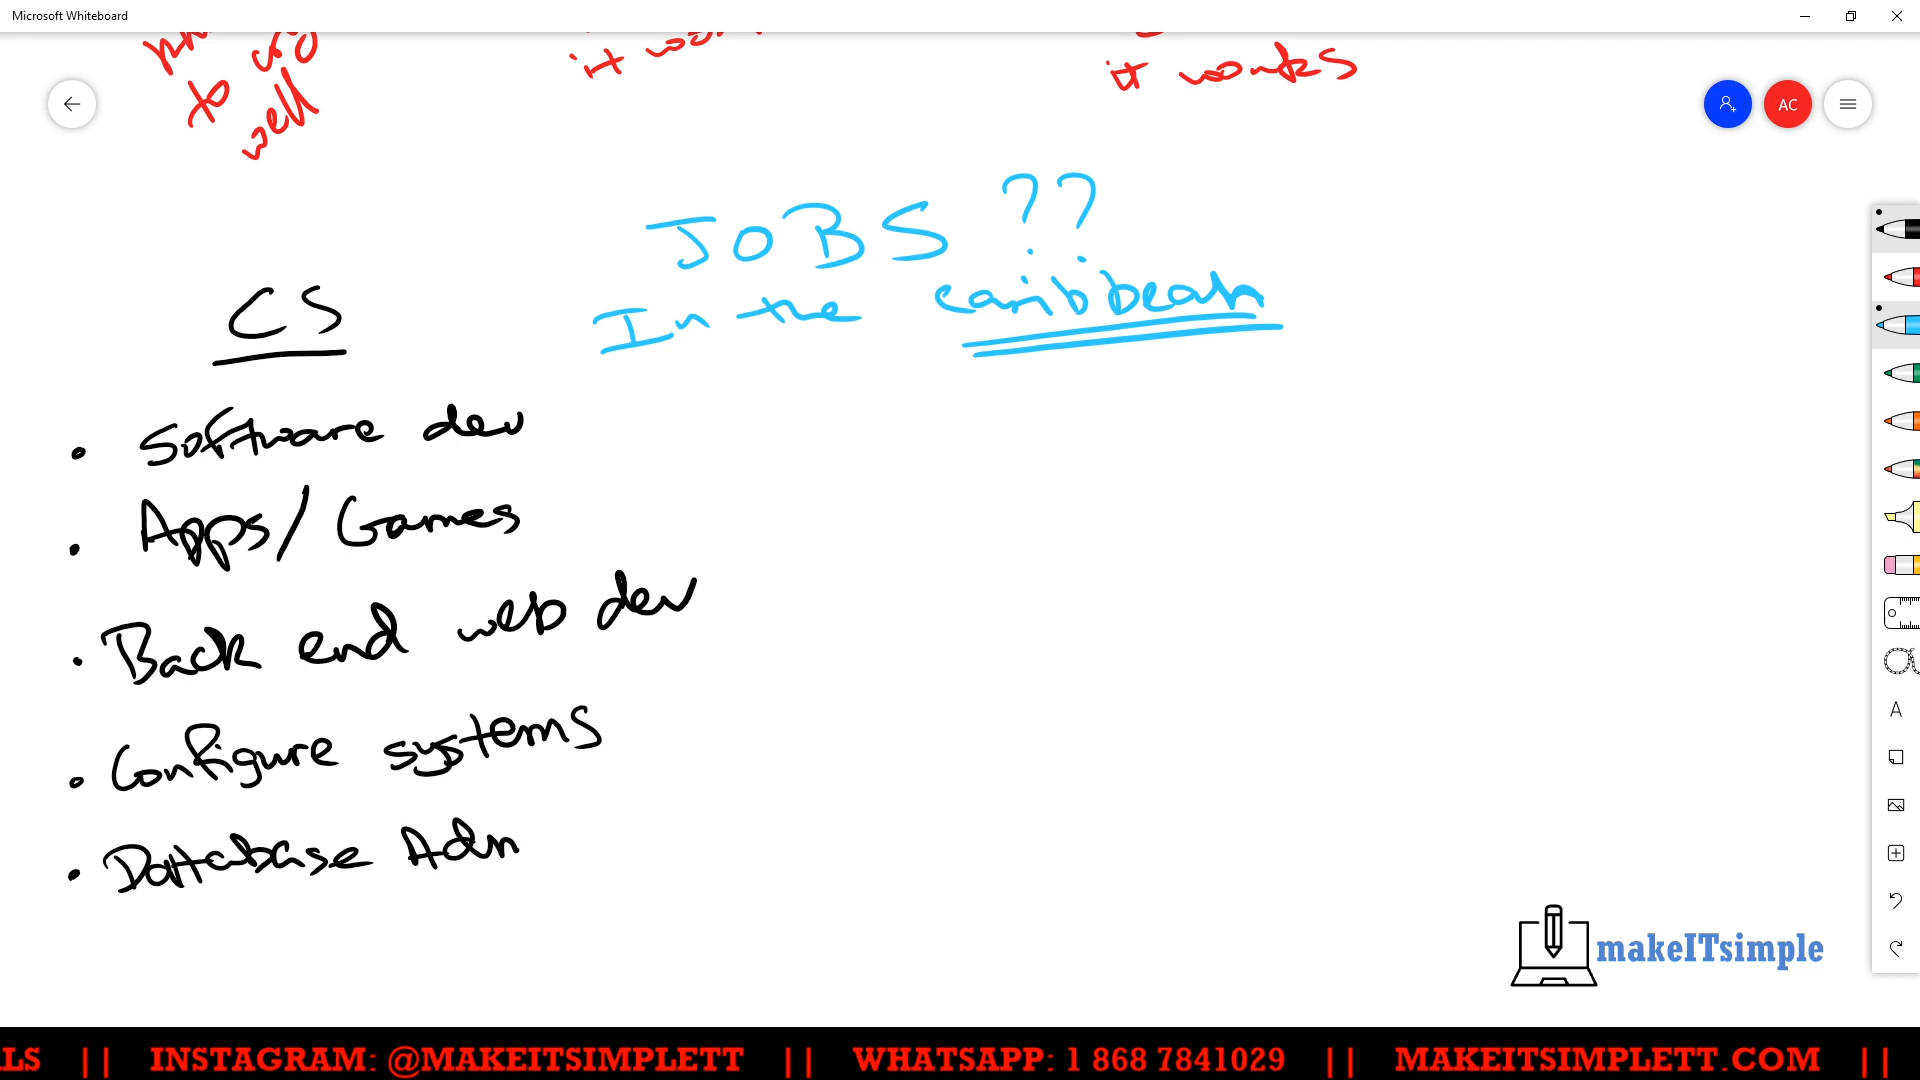 Microsoft Whiteboard
to
well
it
it works
AC
JOBS ??
In the caribbean
CS
• Software dev
• Apps/Games
• Back end web dev
• Configure systems
• Database Adm
A
makeITsimple
LS || INSTAGRAM: @MAKEITSIMPLETT || WHATSAPP: 1 868 7841029 || MAKEITSIMPLETT.COM ||